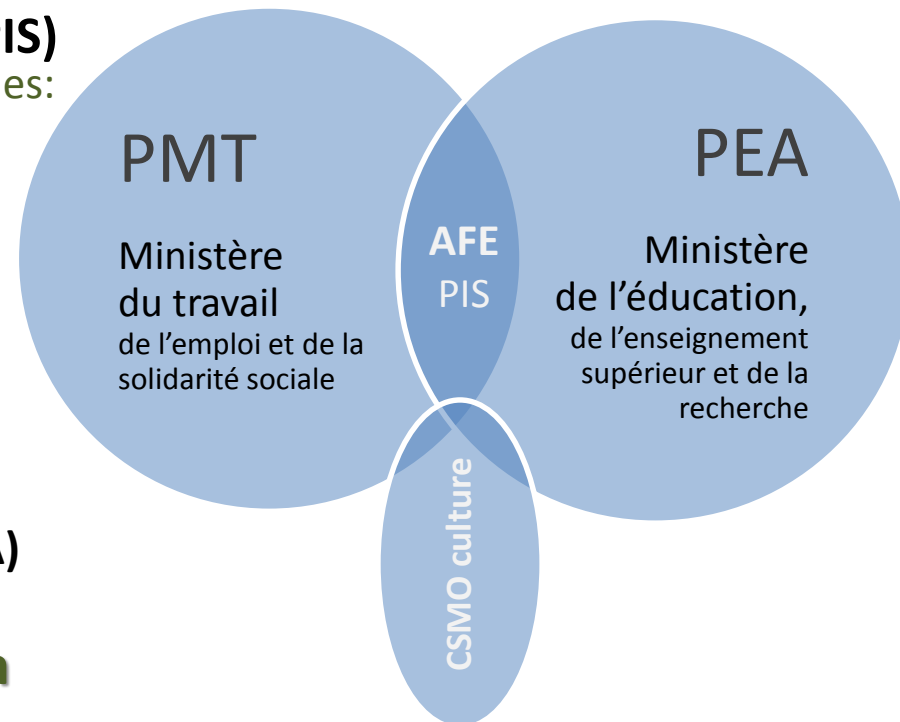 PIS)
es:
PMT
Ministère
du travail
de l’emploi et de la
solidarité sociale
AFE
PIS
PEA
Ministère
de l’éducation,
de l’enseignement
supérieur et de la
recherche
CSMO culture
A)